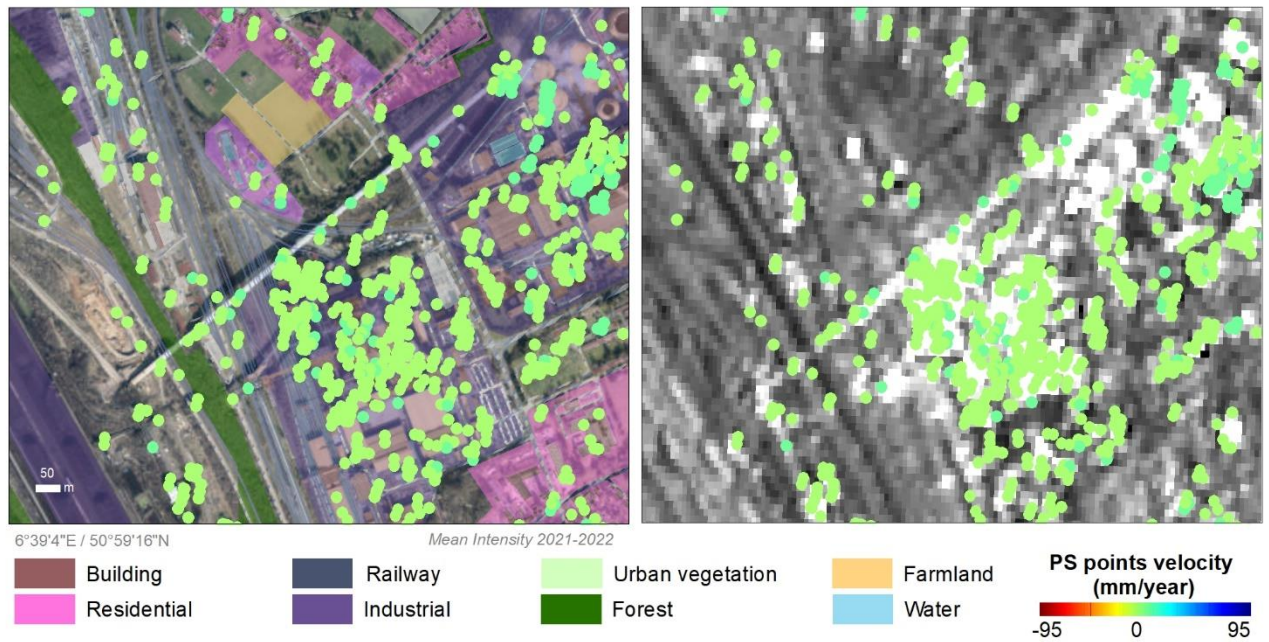 50
m
6°39'4"E / 50°59'16"N
Mean Intensity 2021-2022
Building
Railway
Urban vegetation
Farmland
Residential
Industrial
Forest
Water
PS points velocity
(mm/year)
-95 0 95